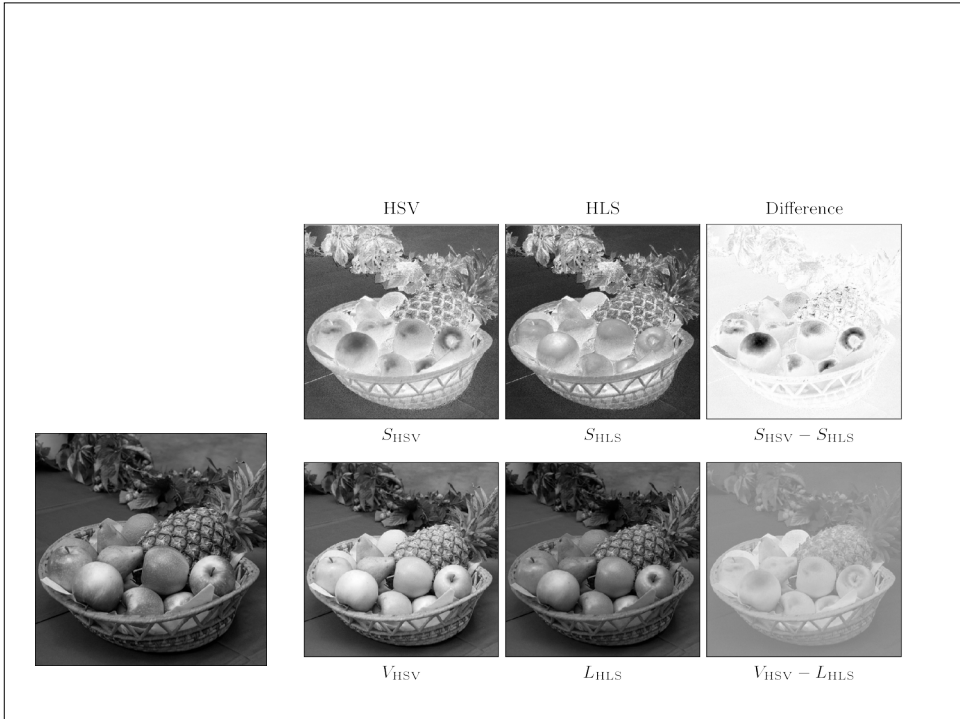 HSV HLS Difference
S_HSV S_HLS S_HSV − S_HLS
V_HSV L_HLS V_HSV − L_HLS